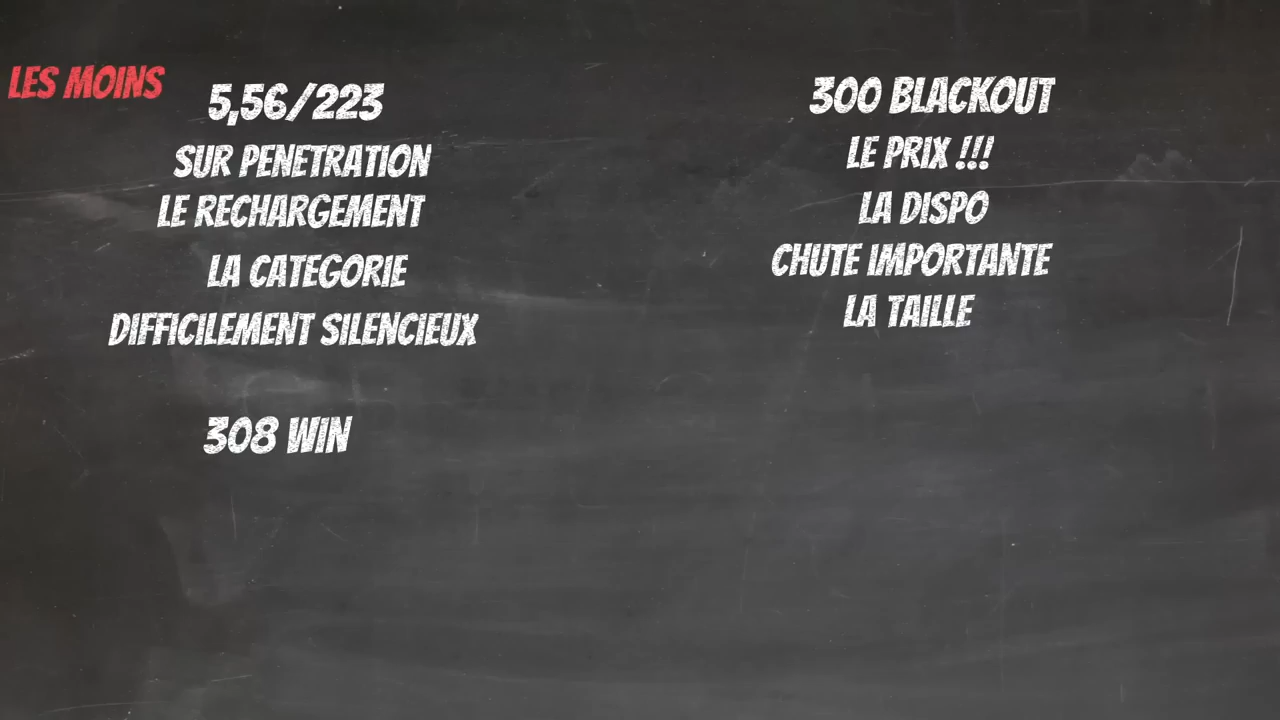 LES MOINS
5,56/223
SUR PENETRATION
LE RECHARGEMENT
LA CATEGORIE
DIFFICILEMENT SILENCIEUX
308 WIN
300 BLACKOUT
LE PRIX !!!
LA DISPO
CHUTE IMPORTANTE
LA TAILLE